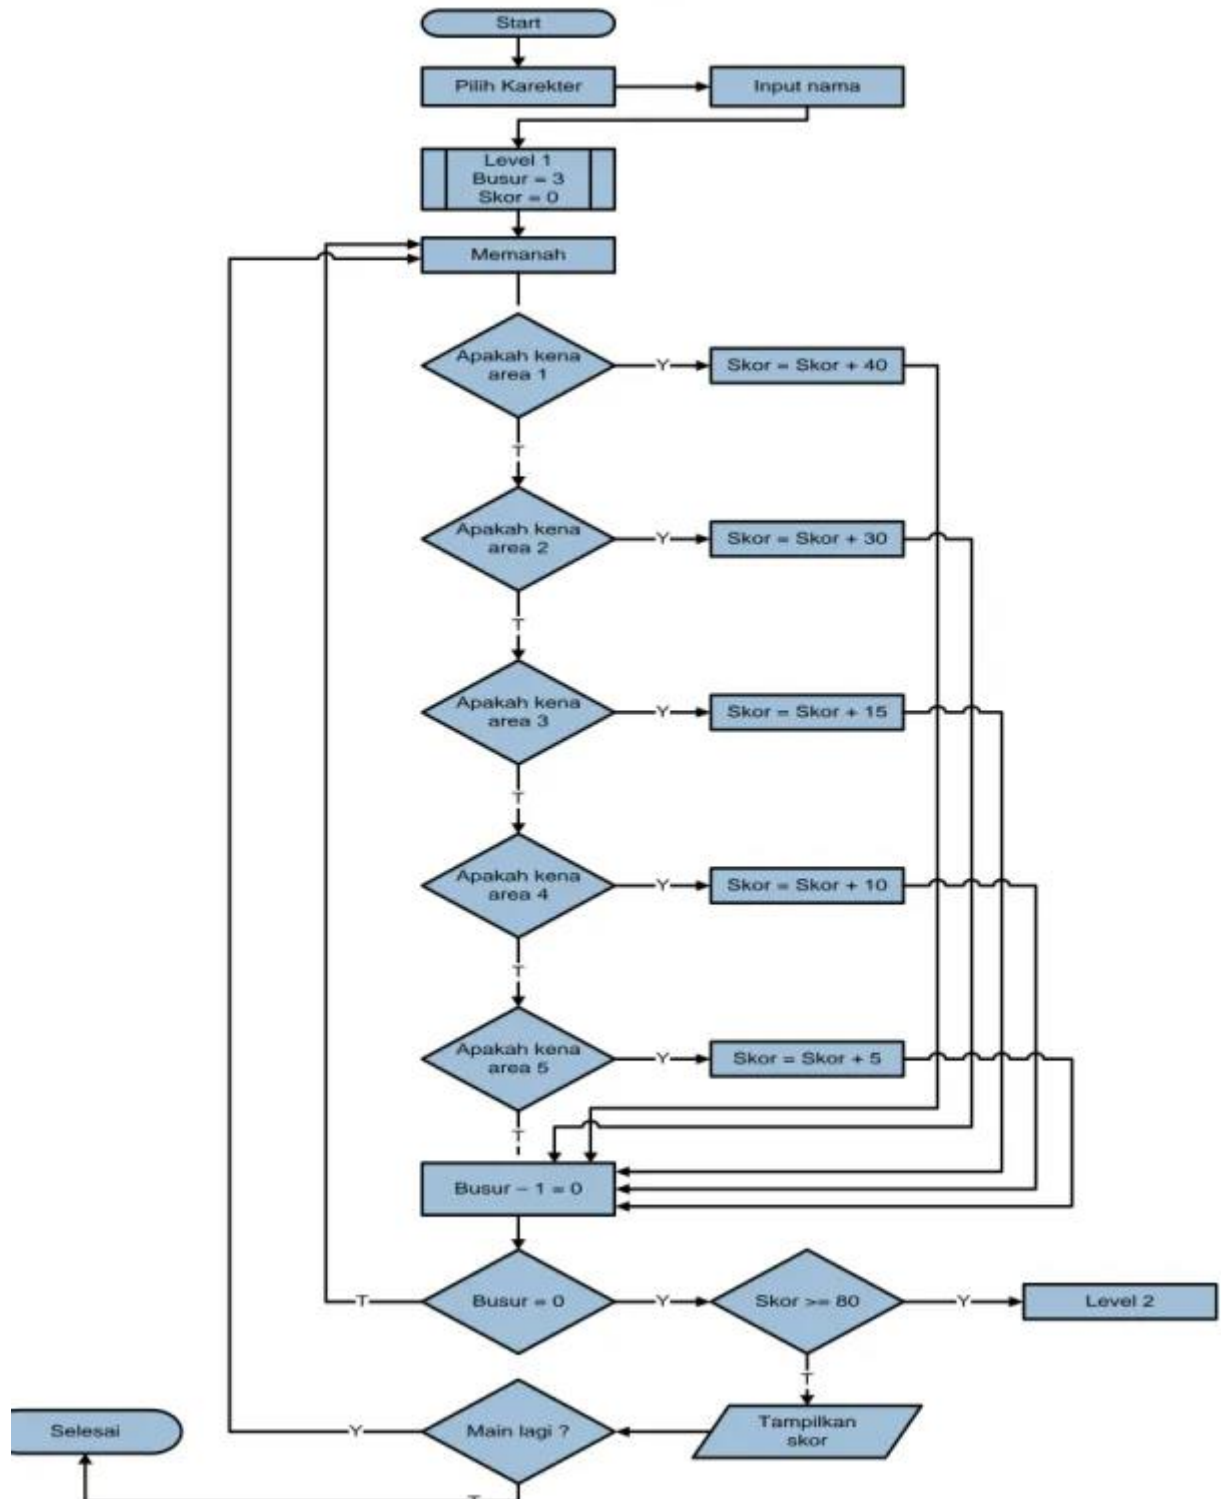 Start
Pilih Karekter
Input nama
Level 1
Busur = 3
Skor = 0
Memanah
Apakah kena
area 1
Y
Skor = Skor + 40
T
Apakah kena
area 2
Y
Skor = Skor + 30
T
Apakah kena
area 3
Y
Skor = Skor + 15
T
Apakah kena
area 4
Y
Skor = Skor + 10
T
Apakah kena
area 5
Y
Skor = Skor + 5
T
Busur – 1 = 0
T
Busur = 0
Y
Skor >= 80
Y
Level 2
T
Selesai
Y
Main lagi ?
Tampilkan
skor
T